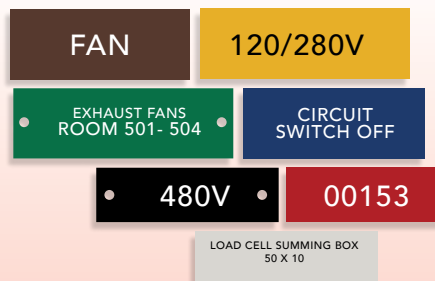 FAN
120/280V
EXHAUST FANS
ROOM 501- 504
CIRCUIT
SWITCH OFF
480V
00153
LOAD CELL SUMMING BOX
50 X 10